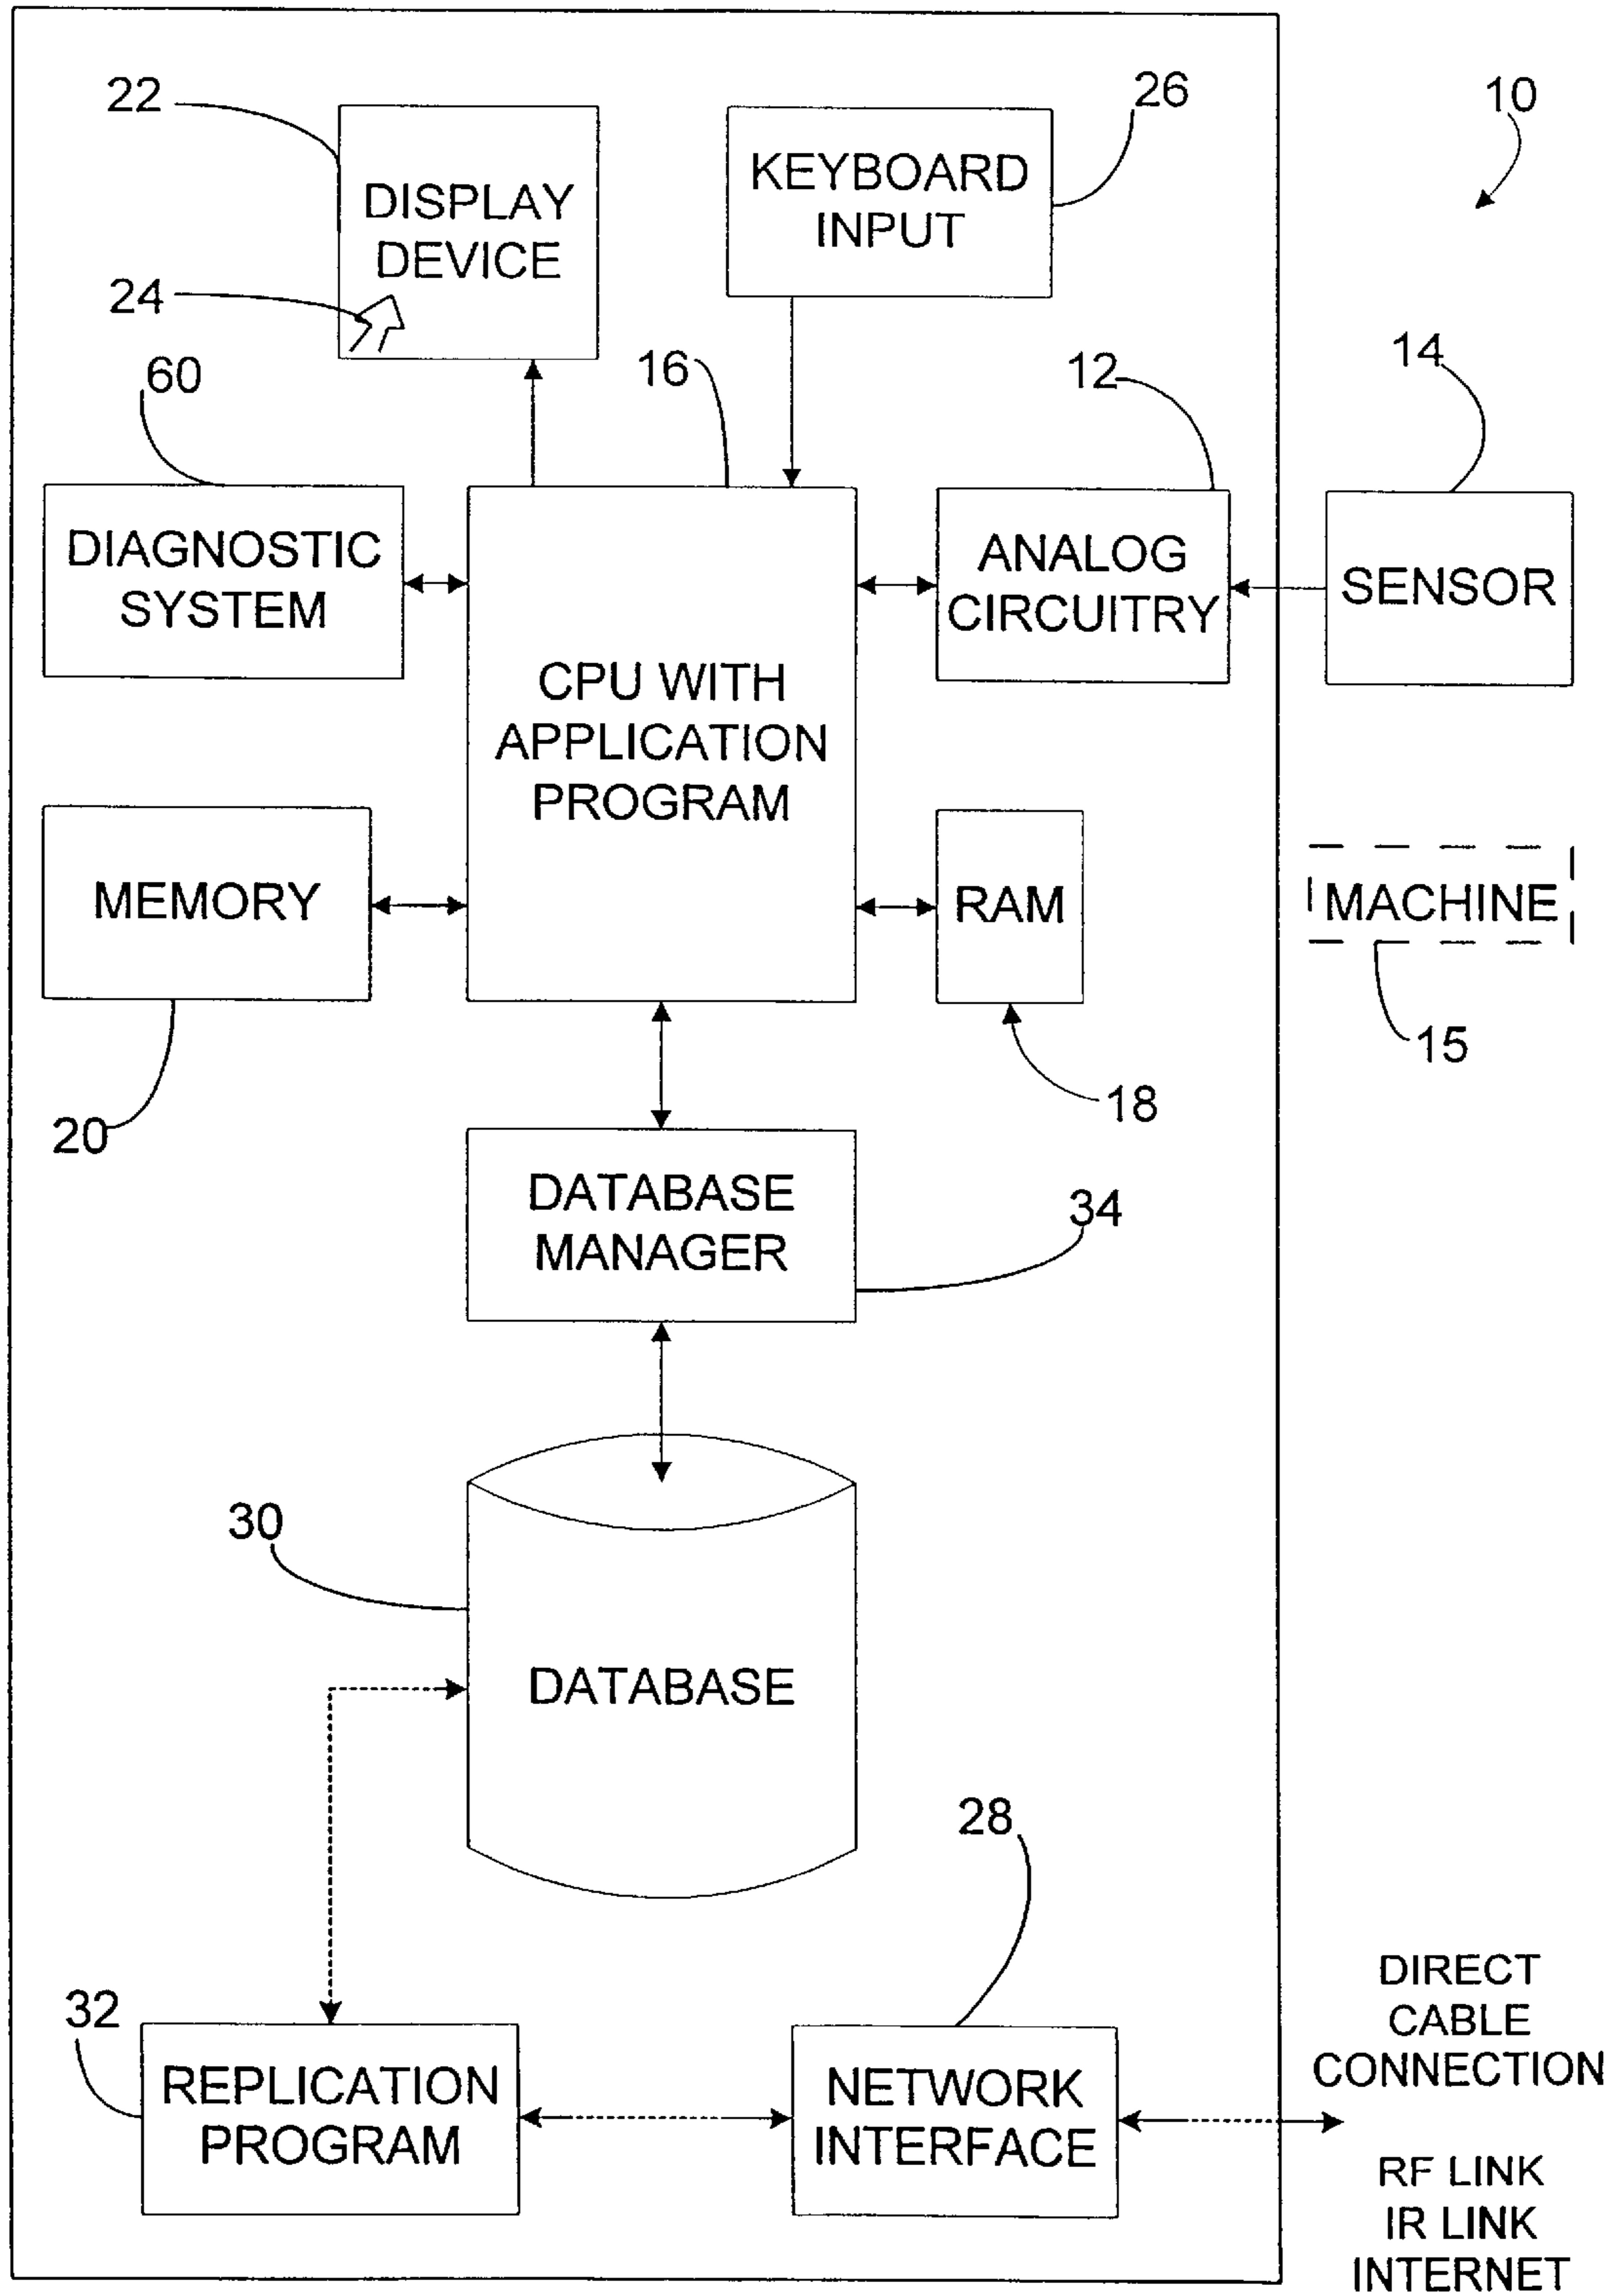 22
26
10
DISPLAY
DEVICE
KEYBOARD
INPUT
24
60
16
12
14
DIAGNOSTIC
SYSTEM
ANALOG
CIRCUITRY
SENSOR
CPU WITH
APPLICATION
PROGRAM
MEMORY
RAM
MACHINE
15
18
20
DATABASE
MANAGER
34
30
DATABASE
28
32
REPLICATION
PROGRAM
NETWORK
INTERFACE
DIRECT
CABLE
CONNECTION
RF LINK
IR LINK
INTERNET